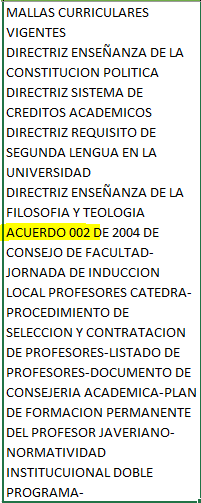 MALLAS CURRICULARES
VIGENTES
DIRECTRIZ ENSEÑANZA DE LA
CONSTITUCION POLITICA
DIRECTRIZ SISTEMA DE
CREDITOS ACADEMICOS
DIRECTRIZ REQUISITO DE
SEGUNDA LENGUA EN LA
UNIVERSIDAD
DIRECTRIZ ENSEÑANZA DE LA
FILOSOFIA Y TEOLOGIA
ACUERDO 002 DE 2004 DE
CONSEJO DE FACULTAD-
JORNADA DE INDUCCION
LOCAL PROFESORES CATEDRA-
PROCEDIMIENTO DE
SELECCION Y CONTRATACION
DE PROFESORES-LISTADO DE
PROFESORES-DOCUMENTO DE
CONSEJERIA ACADEMICA-PLAN
DE FORMACION PERMANENTE
DEL PROFESOR JAVERIANO-
NORMATIVIDAD
INSTITUCUIONAL DOBLE
PROGRAMA-